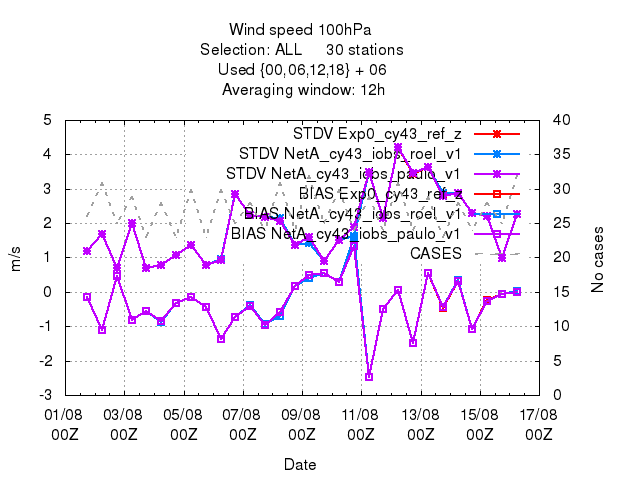 Wind speed 100hPa
Selection: ALL 30 stations
Used {00,06,12,18} + 06
Averaging window: 12h
STDV Exp0_cy43_ref_z
STDV NetA_cy43_iobs_roel_v1
STDV NetA_cy43_iobs_paulo_v1
BIAS Exp0_cy43_ref_z
BIAS NetA_cy43_iobs_roel_v1
BIAS NetA_cy43_iobs_paulo_v1
CASES
m/s
5
4
3
2
1
0
-1
-2
-3
No cases
40
35
30
25
20
15
10
5
0
01/08 03/08 05/08 07/08 09/08 11/08 13/08 15/08 17/08
00Z 00Z 00Z 00Z 00Z 00Z 00Z 00Z 00Z
Date